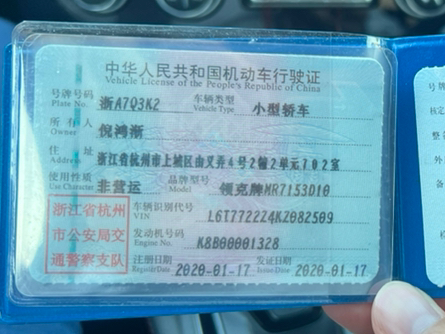 中华人民共和国机动车行驶证
Vehicle License of the People's Republic of China
号牌号码 浙A7Q3K2 车辆类型 小型轿车
Plate No. Vehicle Type
所有人 倪鸿渐
Owner
住址 浙江省杭州市上城区由义弄4号2幢2单元702室
Address
使用性质 非营运 品牌型号 领克牌MR7153D10
Use Character Model
浙江省杭州
市公安局交
通警察支队
车辆识别代号 L6T7722Z4KZ082509
VIN
发动机号码 K8B00001328
Engine No.
注册日期 2020-01-17 发证日期 2020-01-17
Register Date Issue Date
号牌
核定